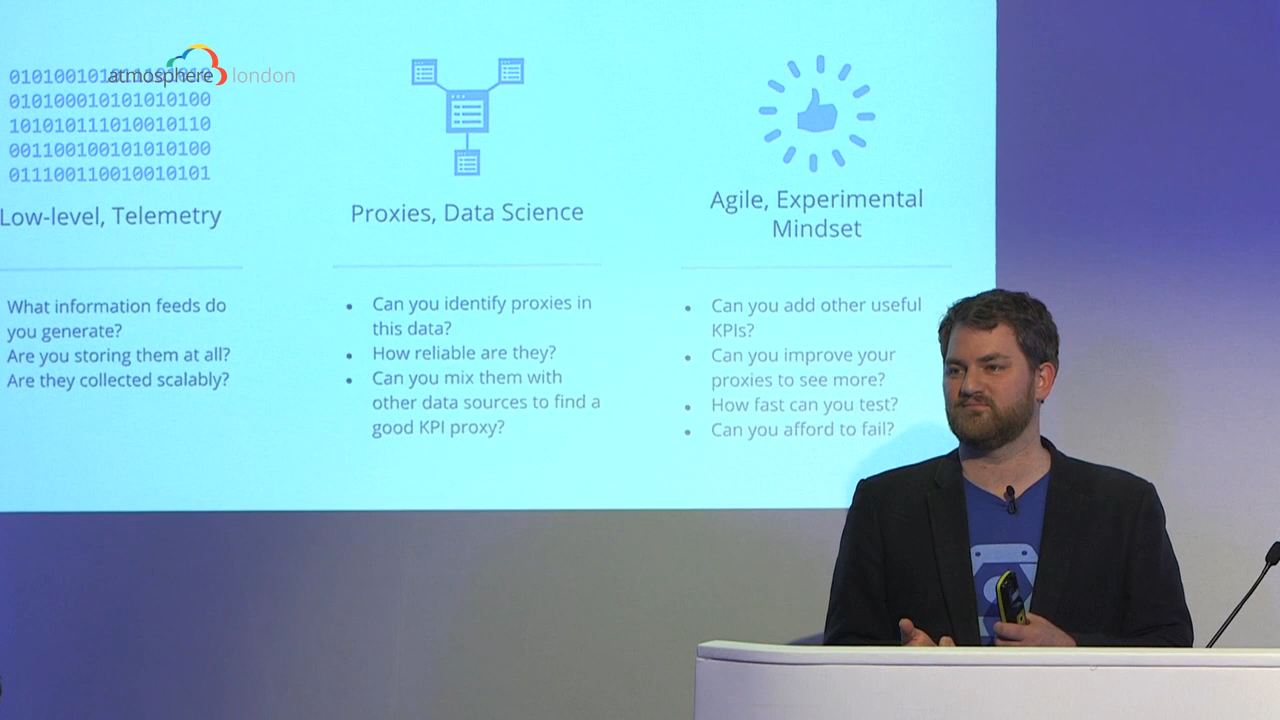 atmosphere london
010100101
010100010101010100
101010111010010110
001100100101010100
011100110010010101
Low-level, Telemetry
What information feeds do
you generate?
Are you storing them at all?
Are they collected scalably?
Proxies, Data Science
• Can you identify proxies in
this data?
• How reliable are they?
• Can you mix them with
other data sources to find a
good KPI proxy?
Agile, Experimental
Mindset
• Can you add other useful
KPIs?
• Can you improve your
proxies to see more?
• How fast can you test?
• Can you afford to fail?